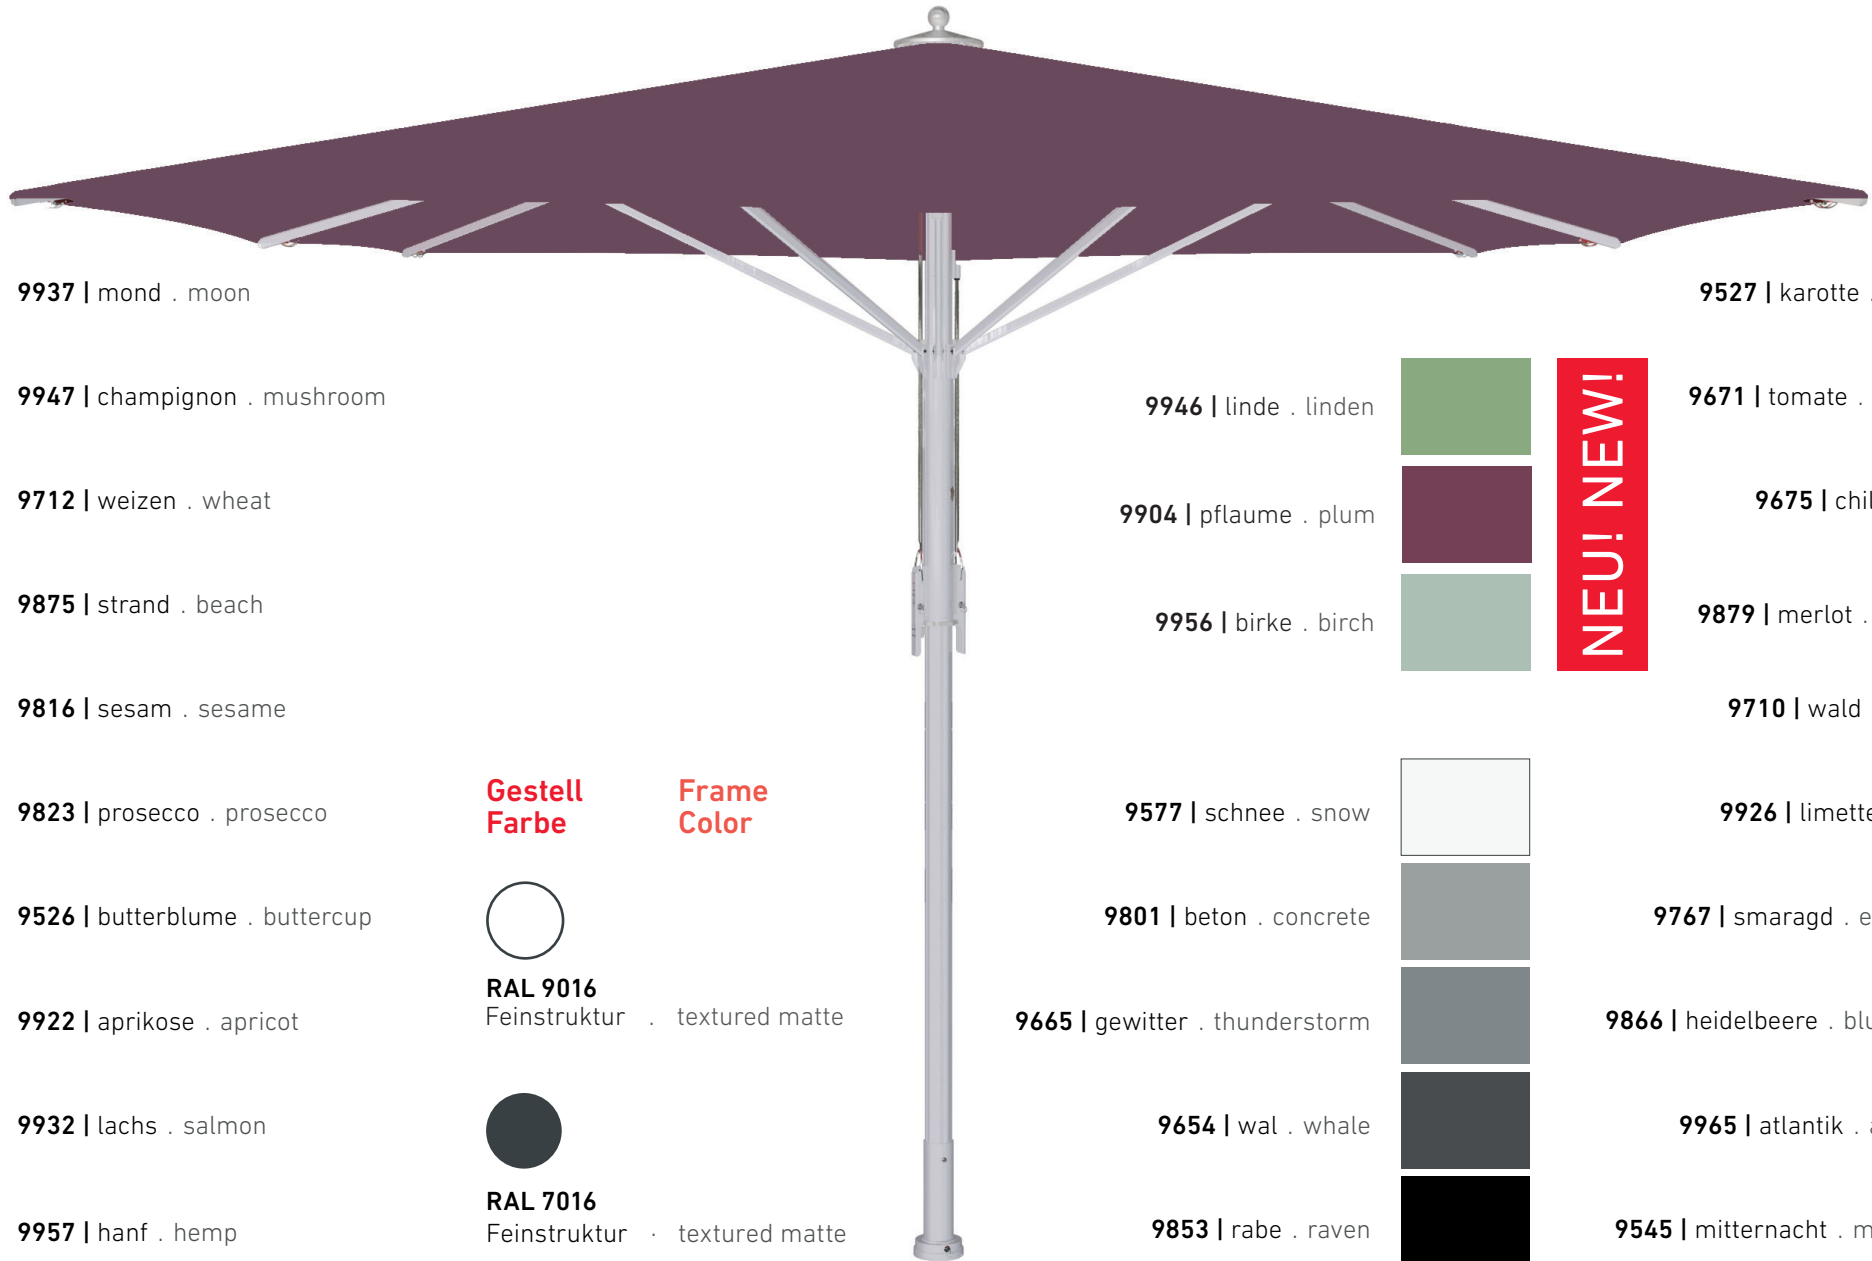 9937 | mond . moon
9947 | champignon . mushroom
9712 | weizen . wheat
9875 | strand . beach
9816 | sesam . sesame
9823 | prosecco . prosecco
9526 | butterblume . buttercup
9922 | aprikose . apricot
9932 | lachs . salmon
9957 | hanf . hemp
Gestell
Farbe
Frame
Color
RAL 9016
Feinstruktur . textured matte
RAL 7016
Feinstruktur · textured matte
9946 | linde . linden
9904 | pflaume . plum
9956 | birke . birch
NEU! NEW!
9577 | schnee . snow
9801 | beton . concrete
9665 | gewitter . thunderstorm
9654 | wal . whale
9853 | rabe . raven
9527 | karotte .
9671 | tomate .
9675 |
9879 | merlot .
9710 | wald
9926 | limette
9767 | smaragd .
9866 | heidelbeere .
9965 | atlantik .
9545 | mitternacht .